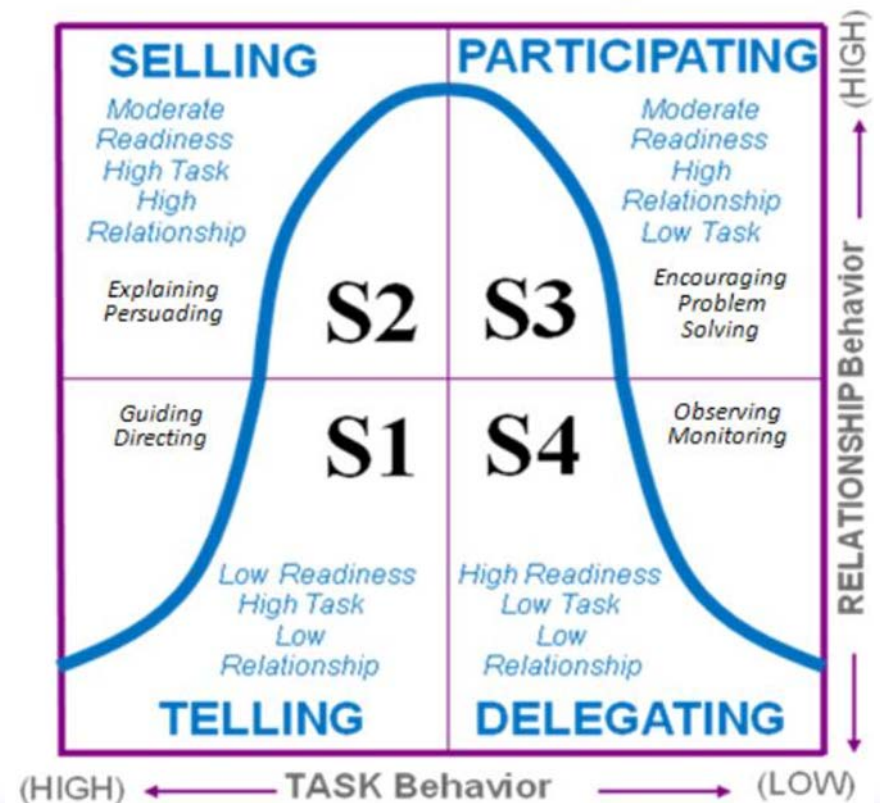 SELLING
Moderate
Readiness
High Task
High
Relationship
Explaining
Persuading
S2
PARTICIPATING
Moderate
Readiness
High
Relationship
Low Task
Encouraging
Problem
Solving
S3
Guiding
Directing
S1
Low Readiness
High Task
Low
Relationship
TELLING
Observing
Monitoring
S4
High Readiness
Low Task
Low
Relationship
DELEGATING
(HIGH)
RELATIONSHIP Behavior
(HIGH)
TASK Behavior
(LOW)